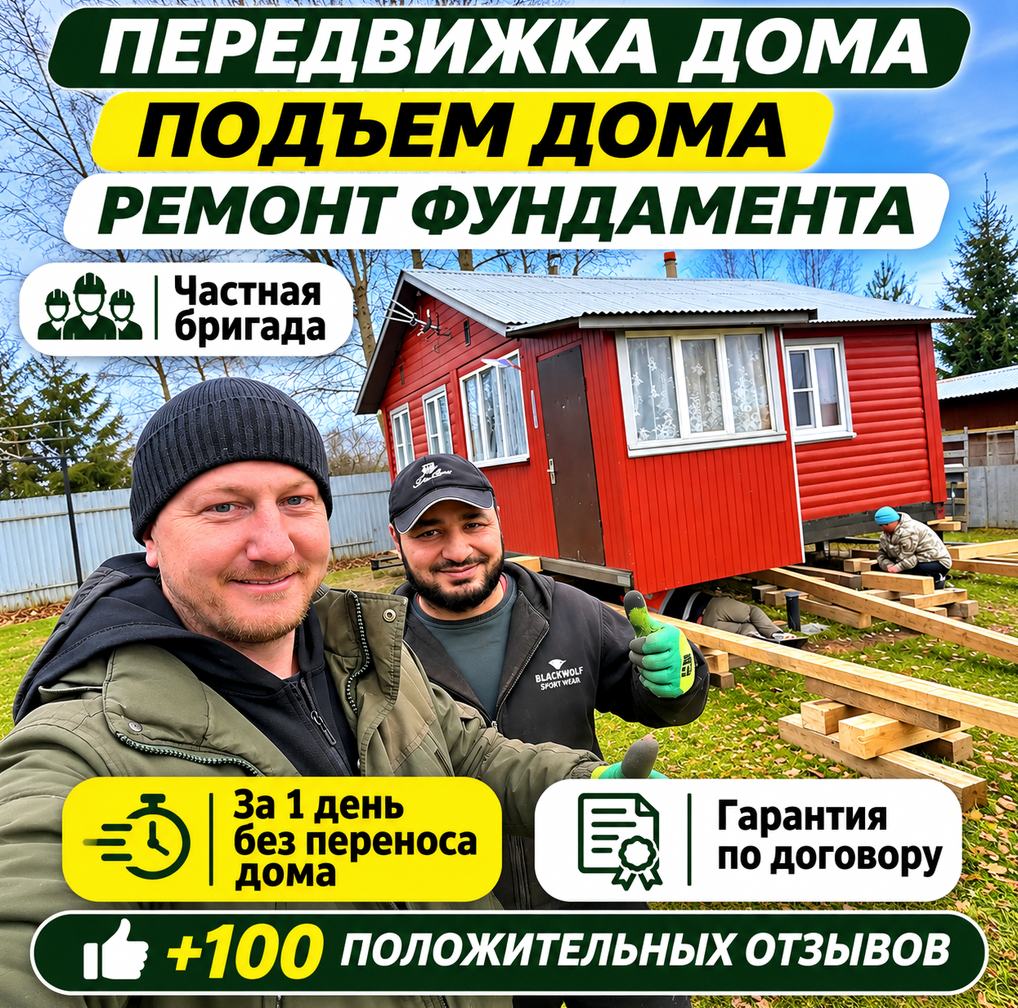 ПЕРЕДВИЖКА ДОМА
ПОДЪЕМ ДОМА
РЕМОНТ ФУНДАМЕНТА
Частная
бригада
BLACKWOLF
SPORT WEAR
За 1 день
без переноса
дома
Гарантия
по договору
+100 ПОЛОЖИТЕЛЬНЫХ ОТЗЫВОВ